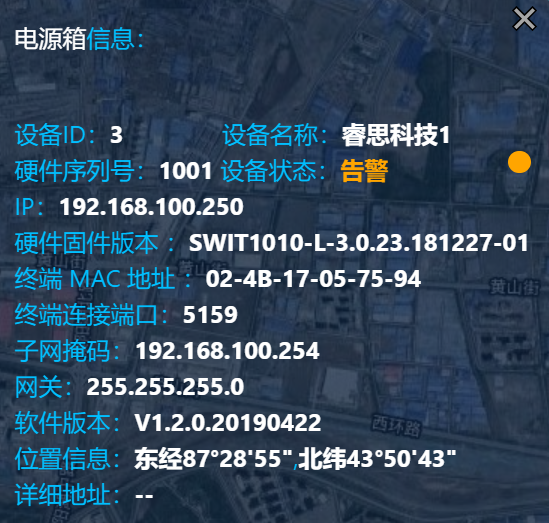 电源箱信息：
设备ID：3 设备名称：睿思科技1
硬件序列号：1001 设备状态：告警
IP：192.168.100.250
硬件固件版本 ：SWIT1010-L-3.0.23.181227-01
终端 MAC 地址 ：02-4B-17-05-75-94
黄山街
黄山街
终端连接端口：5159
子网掩码：192.168.100.254
网关：255.255.255.0
软件版本：V1.2.0.20190422
西环路
位置信息：东经87°28'55",北纬43°50'43"
详细地址：--